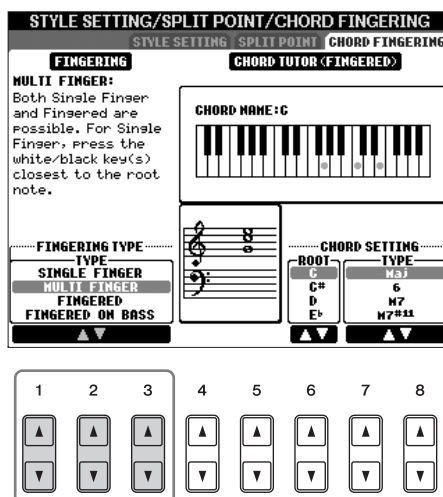 STYLE SETTING/SPLIT POINT/CHORD FINGERING
STYLE SETTING SPLIT POINT CHORD FINGERING
FINGERING
CHORD TUTOR (FINGERED)
MULTI FINGER:
Both Single Finger
and Fingered are
possible. For Single
Finger, press the
white/black key(s)
closest to the root
note.
CHORD NAME:C
FINGERING TYPE
TYPE
SINGLE FINGER
MULTI FINGER
FINGERED
FINGERED ON BASS
CHORD SETTING
ROOT
C
C#
D
E♭
TYPE
Maj
6
M7
M7#11
1 2 3 4 5 6 7 8